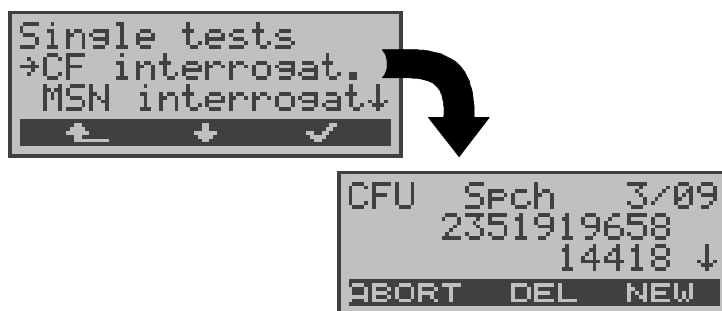 Single tests
→CF interrogat.
MSN interrogat↓
CFU Spch 3/09
2351919658
14418 ↓
ABORT DEL NEW